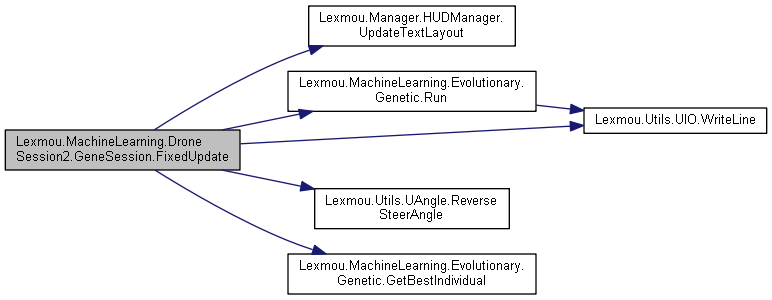 Lexmou.Manager.HUDManager.
UpdateTextLayout
Lexmou.MachineLearning.Evolutionary.
Genetic.Run
Lexmou.Utils.UIO.WriteLine
Lexmou.MachineLearning.Drone
Session2.GeneSession.FixedUpdate
Lexmou.Utils.UAngle.Reverse
SteerAngle
Lexmou.MachineLearning.Evolutionary.
Genetic.GetBestIndividual